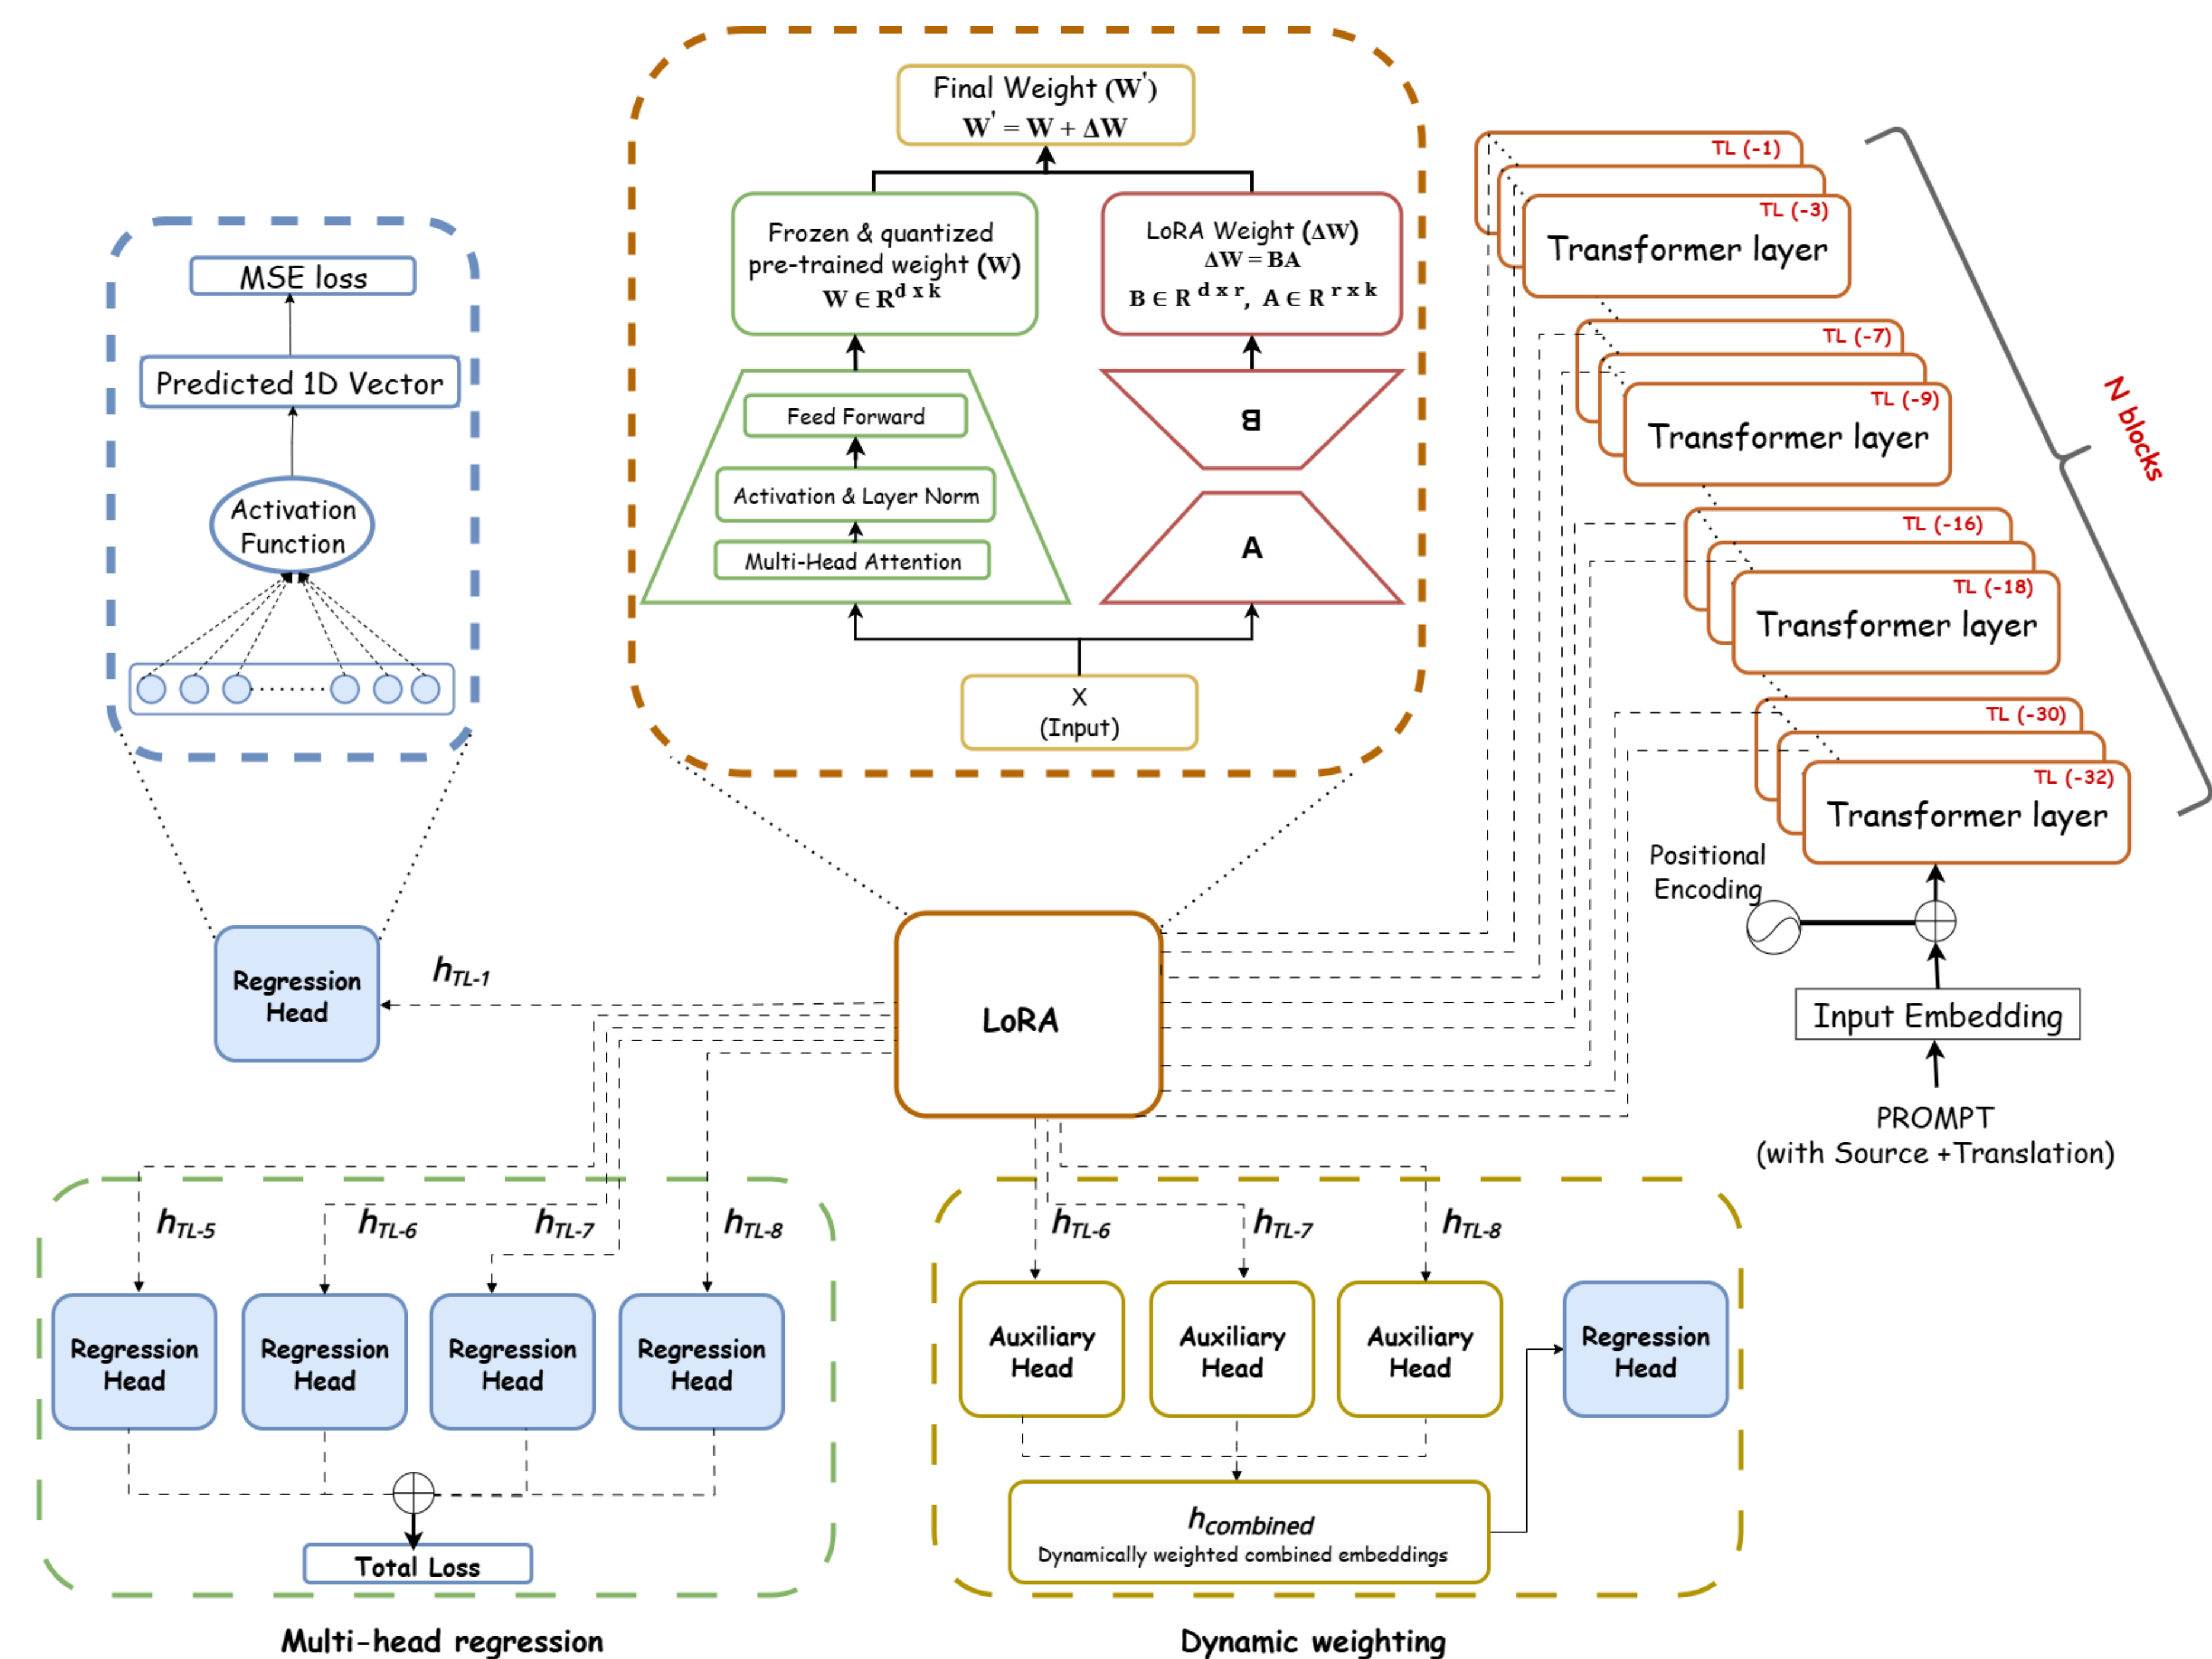 Final Weight (W')
W' = W + ΔW
Frozen & quantized
pre-trained weight (W)
W ∈ R^d x k
LoRA Weight (ΔW)
ΔW = BA
B ∈ R^d x r, A ∈ R^r x k
Feed Forward
Activation & Layer Norm
Multi-Head Attention
B
A
X
(Input)
MSE loss
Predicted 1D Vector
Activation
Function
TL (-1)
TL (-3)
Transformer layer
TL (-7)
TL (-9)
Transformer layer
TL (-16)
TL (-18)
Transformer layer
TL (-30)
TL (-32)
Transformer layer
N blocks
Positional
Encoding
Input Embedding
PROMPT
(with Source +Translation)
Regression
Head
h_TL-1
LoRA
h_TL-5
h_TL-6
h_TL-7
h_TL-8
Regression
Head
Regression
Head
Regression
Head
Regression
Head
Total Loss
Multi-head regression
h_TL-6
h_TL-7
h_TL-8
Auxiliary
Head
Auxiliary
Head
Auxiliary
Head
Regression
Head
h_combined
Dynamically weighted combined embeddings
Dynamic weighting